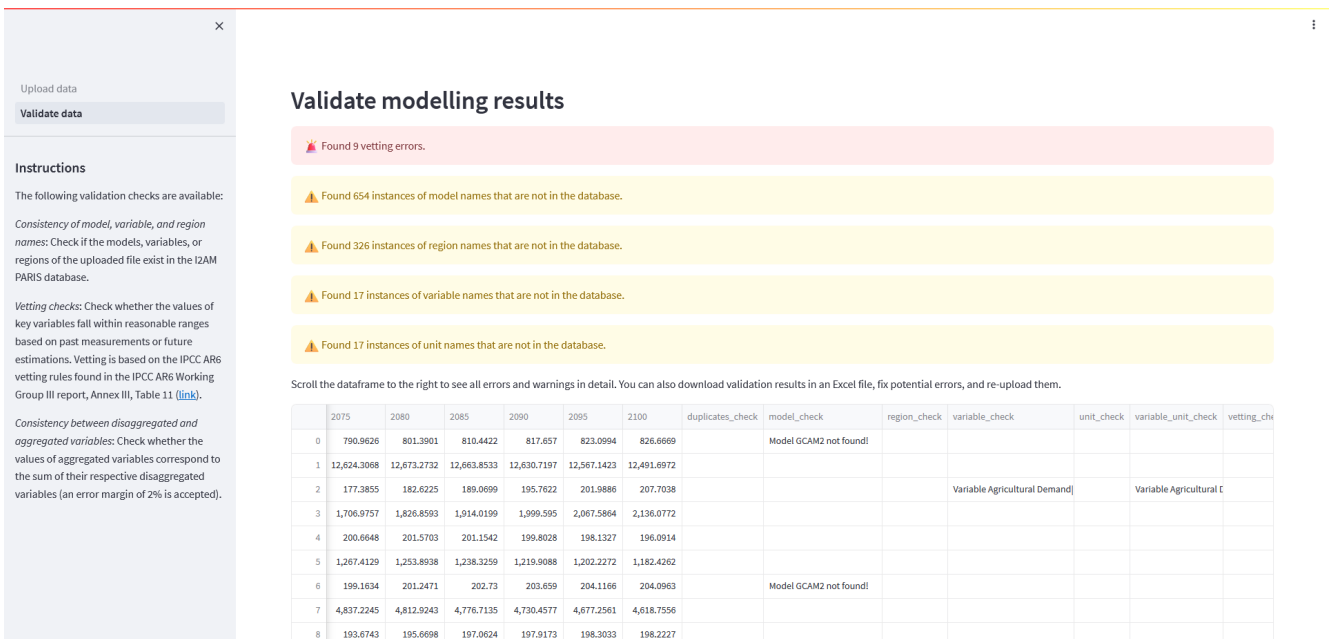 Upload data
Validate data
Instructions
The following validation checks are available:
Consistency of model, variable, and region
names: Check if the models, variables, or
regions of the uploaded file exist in the I2AM
PARIS database.
Vetting checks: Check whether the values of
key variables fall within reasonable ranges
based on past measurements or future
estimations. Vetting is based on the IPCC AR6
vetting rules found in the IPCC AR6 Working
Group III report, Annex III, Table 11 (link).
Consistency between disaggregated and
aggregated variables: Check whether the
values of aggregated variables correspond to
the sum of their respective disaggregated
variables (an error margin of 2% is accepted).
Validate modelling results
Found 9 vetting errors.
Found 654 instances of model names that are not in the database.
Found 326 instances of region names that are not in the database.
Found 17 instances of variable names that are not in the database.
Found 17 instances of unit names that are not in the database.
Scroll the dataframe to the right to see all errors and warnings in detail. You can also download validation results in an Excel file, fix potential errors, and re-upload them.
2075 2080 2085 2090 2095 2100 duplicates_check model_check region_check variable_check unit_check variable_unit_check vetting_che
0 790.9626 801.3901 810.4422 817.657 823.0994 826.6669 Model GCAM2 not found!
1 12,624.3068 12,673.2732 12,663.8533 12,630.7197 12,567.1423 12,491.6972
2 177.3855 182.6225 189.0699 195.7622 201.9886 207.7038 Variable Agricultural Demand| Variable Agricultural D
3 1,706.9757 1,826.8593 1,914.0199 1,999.595 2,067.5864 2,136.0772
4 200.6648 201.5703 201.1542 199.8028 198.1327 196.0914
5 1,267.4129 1,253.8938 1,238.3259 1,219.9088 1,202.2272 1,182.4262
6 199.1634 201.2471 202.73 203.659 204.1166 204.0963 Model GCAM2 not found!
7 4,837.2245 4,812.9243 4,776.7135 4,730.4577 4,677.2561 4,618.7556
8 193.6743 195.6698 197.0624 197.9173 198.3033 198.2227